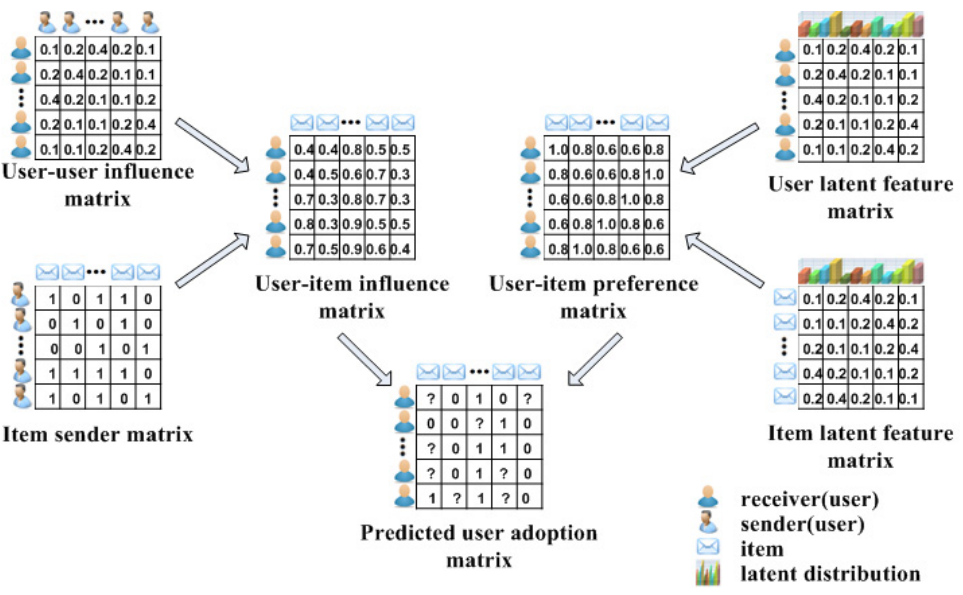 0.1 0.2 0.4 0.2 0.1
0.2 0.4 0.2 0.1 0.1
0.4 0.2 0.1 0.1 0.2
0.2 0.1 0.1 0.2 0.4
0.1 0.1 0.2 0.4 0.2
User-user influence
matrix
1 0 1 1 0
0 1 0 1 0
0 0 1 0 1
1 1 1 1 0
1 0 1 0 1
Item sender matrix
0.4 0.4 0.8 0.5 0.5
0.4 0.5 0.6 0.7 0.3
0.7 0.3 0.8 0.7 0.3
0.8 0.3 0.9 0.5 0.5
0.7 0.5 0.9 0.6 0.4
User-item influence
matrix
1.0 0.8 0.6 0.6 0.8
0.8 0.6 0.6 0.8 1.0
0.6 0.6 0.8 1.0 0.8
0.6 0.8 1.0 0.8 0.6
0.8 1.0 0.8 0.6 0.6
User-item preference
matrix
0.1 0.2 0.4 0.2 0.1
0.2 0.4 0.2 0.1 0.1
0.4 0.2 0.1 0.1 0.2
0.2 0.1 0.1 0.2 0.4
0.1 0.1 0.2 0.4 0.2
User latent feature
matrix
0.1 0.2 0.4 0.2 0.1
0.1 0.1 0.2 0.4 0.2
0.2 0.1 0.1 0.2 0.4
0.4 0.2 0.1 0.1 0.2
0.2 0.4 0.2 0.1 0.1
Item latent feature
matrix
? 0 1 0 ?
0 0 ? 1 0
? 0 1 1 0
? 0 1 ? 0
1 ? 1 ? 0
Predicted user adoption
matrix
receiver(user)
sender(user)
item
latent distribution